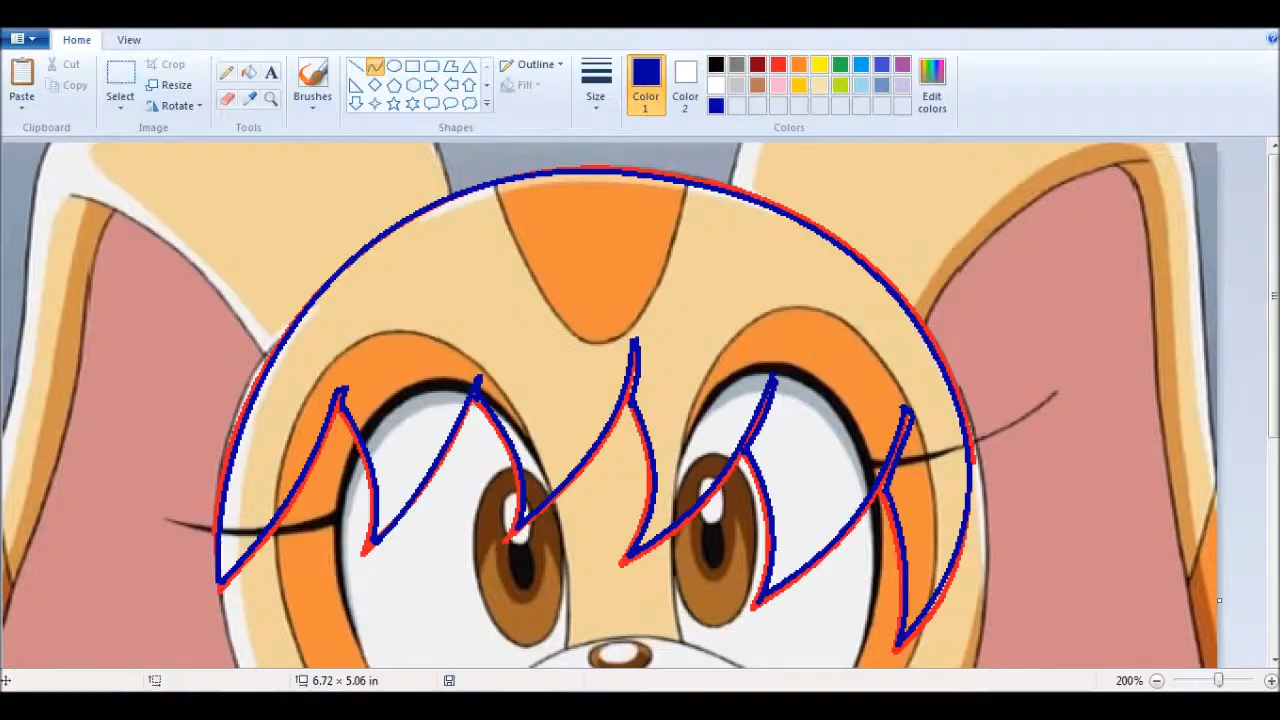 Home View
Paste Cut Copy
Select Crop Resize Rotate
A
Brushes
Outline Fill
Size
Color 1
Color 2
Edit colors
Clipboard Image Tools Shapes Colors
6.72 × 5.06 in 200%